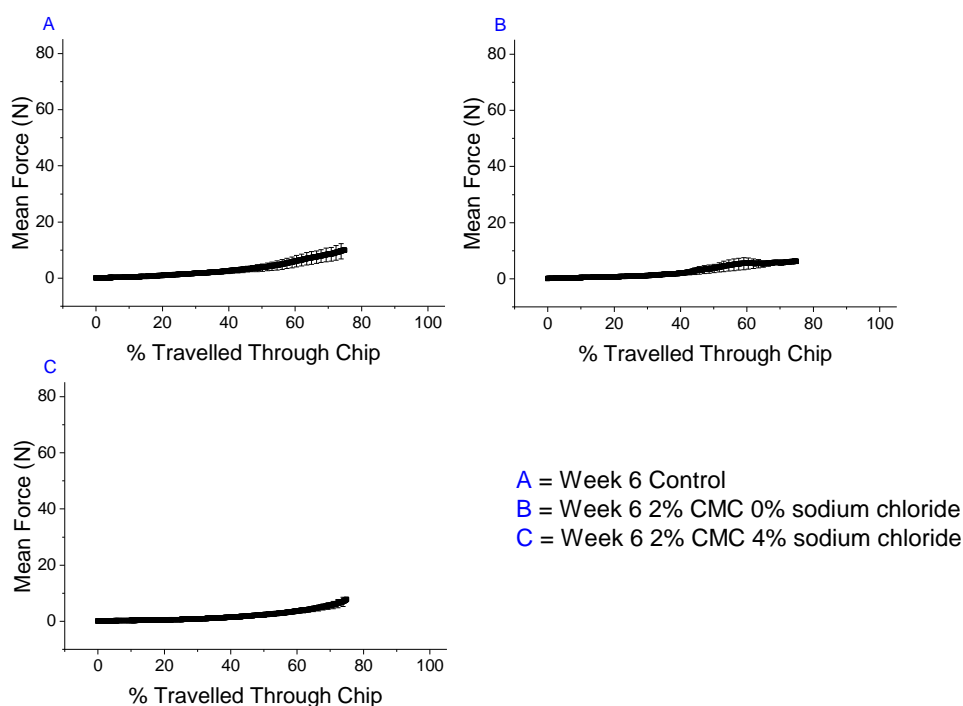 A
Mean Force (N)
80
60
40
20
0
0 20 40 60 80 100
% Travelled Through Chip
B
Mean Force (N)
80
60
40
20
0
0 20 40 60 80 100
% Travelled Through Chip
C
Mean Force (N)
80
60
40
20
0
0 20 40 60 80 100
% Travelled Through Chip
A = Week 6 Control
B = Week 6 2% CMC 0% sodium chloride
C = Week 6 2% CMC 4% sodium chloride